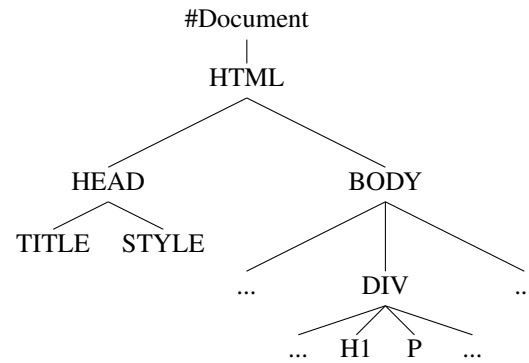 #Document
HTML
HEAD BODY
TITLE STYLE
... DIV ..
... H1 P ...